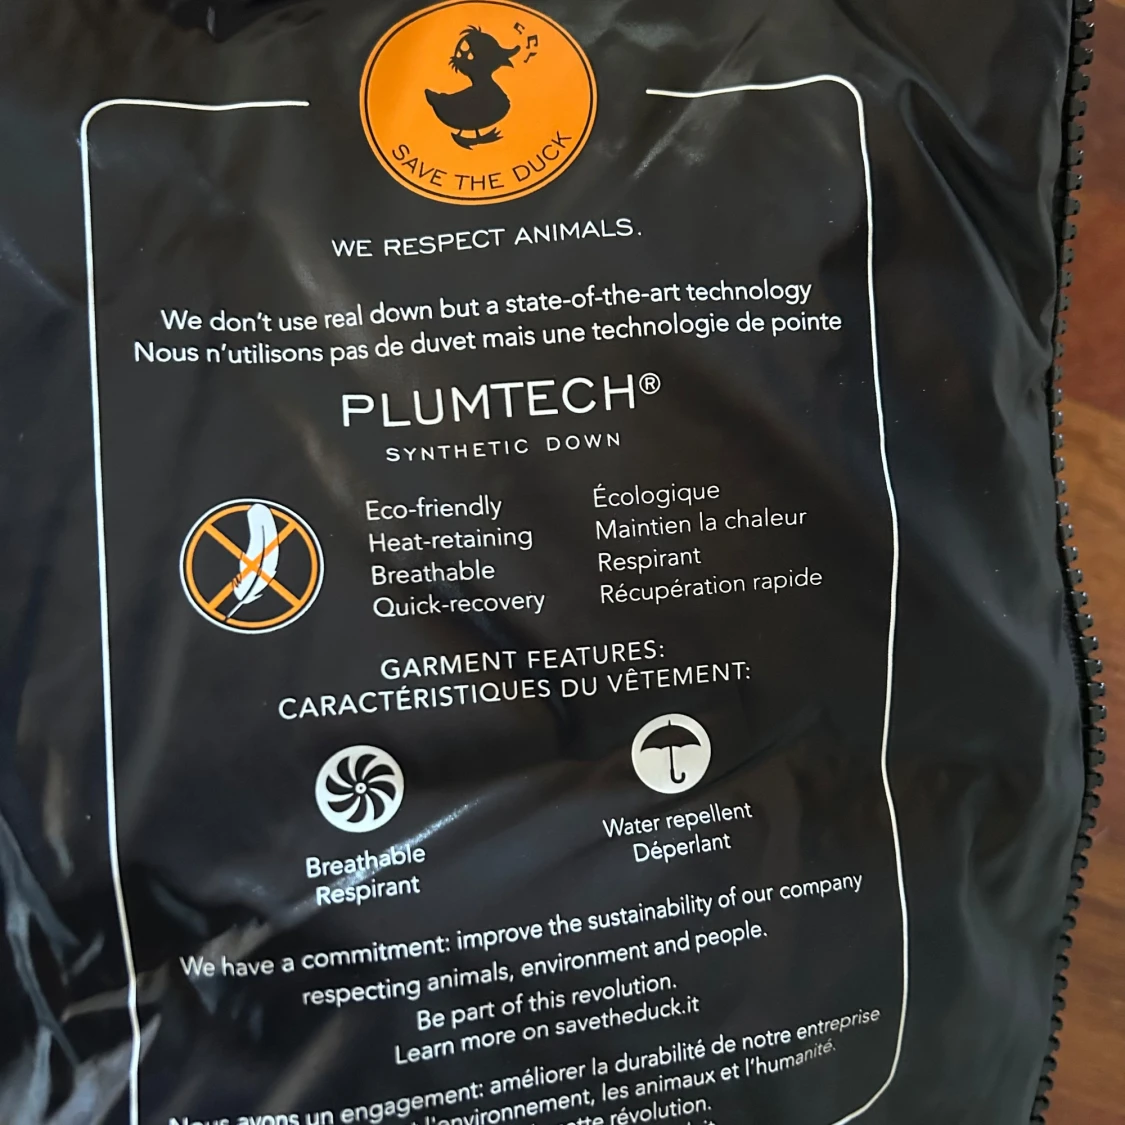 SAVE THE DUCK
WE RESPECT ANIMALS.
We don't use real down but a state-of-the-art technology
Nous n'utilisons pas de duvet mais une technologie de pointe
PLUMTECH®
SYNTHETIC DOWN
Eco-friendly
Heat-retaining
Breathable
Quick-recovery
Écologique
Maintien la chaleur
Respirant
Récupération rapide
GARMENT FEATURES:
CARACTÉRISTIQUES DU VÊTEMENT:
Breathable
Respirant
Water repellent
Déperlant
We have a commitment: improve the sustainability of our company
respecting animals, environment and people.
Be part of this revolution.
Learn more on savetheduck.it
Nous avons un engagement: améliorer la durabilité de notre entreprise
l'environnement, les animaux et l'humanité.
révolution.